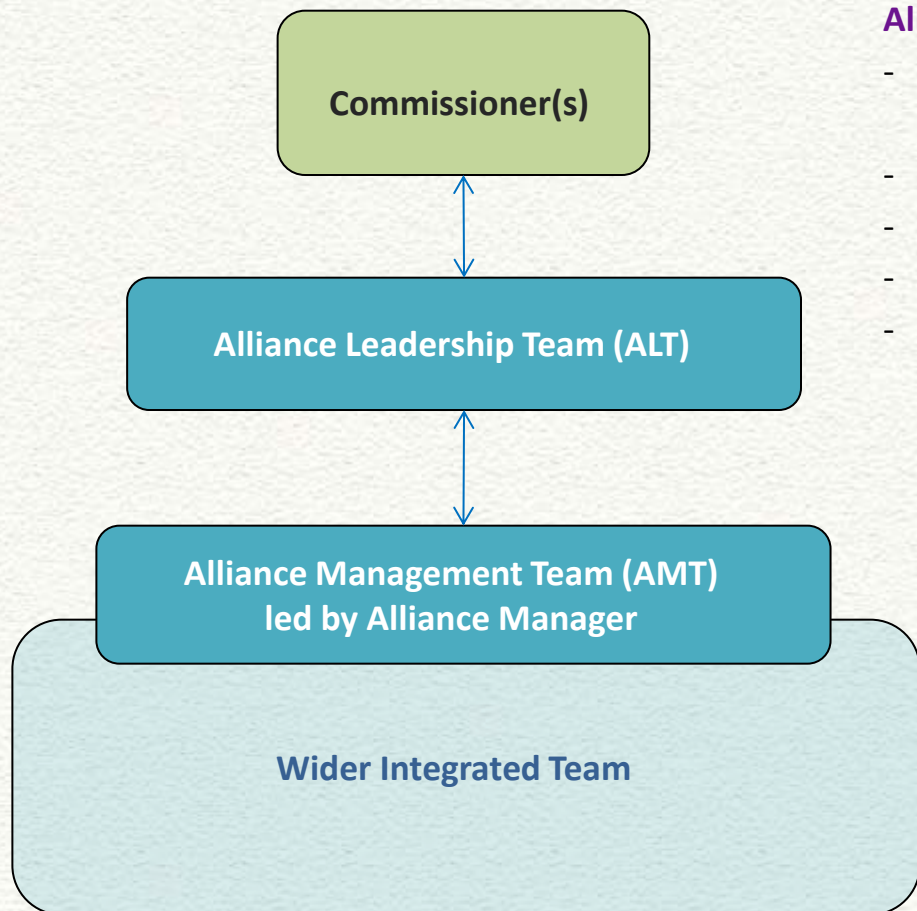 Commissioner(s)
Alliance Leadership Team (ALT)
Alliance Management Team (AMT)
led by Alliance Manager
Wider Integrated Team
Al
-
-
-
-
-